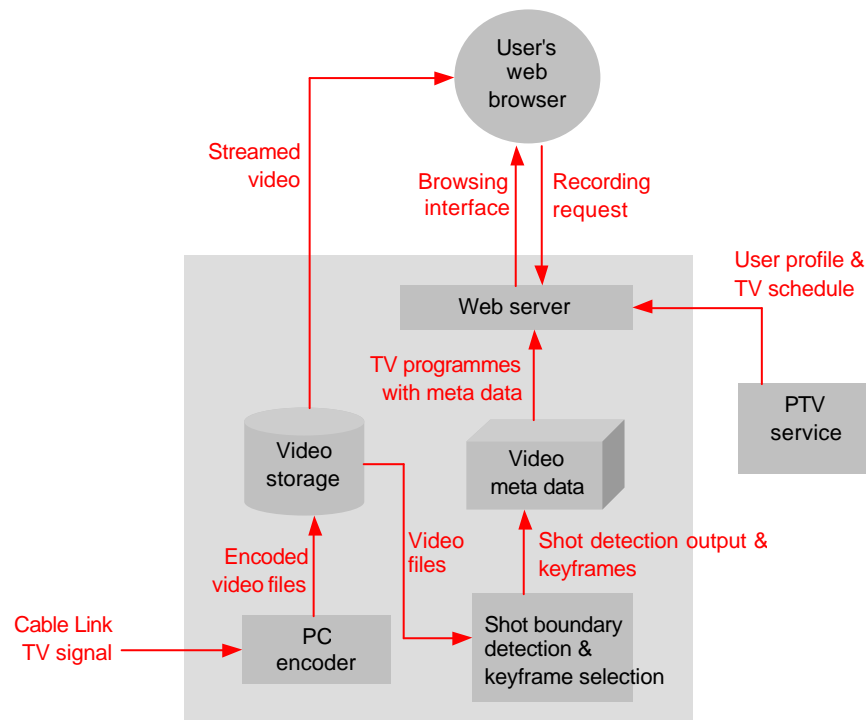 User's
web
browser
Streamed
video
Browsing
interface
Recording
request
User profile &
TV schedule
Web server
TV programmes
with meta data
PTV
service
Video
storage
Video
meta data
Encoded
video files
Video
files
Shot detection output &
keyframes
Cable Link
TV signal
PC
encoder
Shot boundary
detection &
keyframe selection